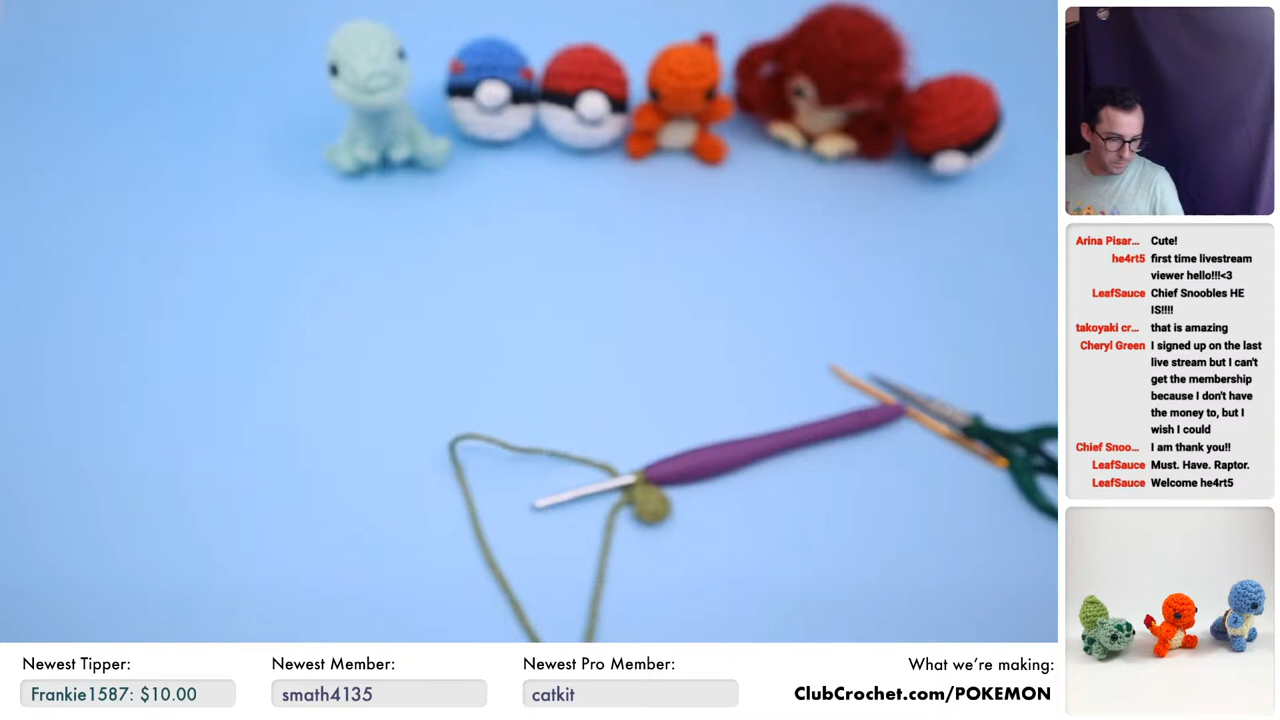 Arina Pisar... Cute!
he4rt5 first time livestream
viewer hello!!!<3
LeafSauce Chief Snoobles HE
IS!!!!
takoyaki cr... that is amazing
Cheryl Green I signed up on the last
live stream but I can't
get the membership
because I don't have
the money to, but I
wish I could
Chief Snoo... I am thank you!!
LeafSauce Must. Have. Raptor.
LeafSauce Welcome he4rt5
Newest Tipper:
Frankie1587: $10.00
Newest Member:
smath4135
Newest Pro Member:
catkit
What we're making:
ClubCrochet.com/POKEMON